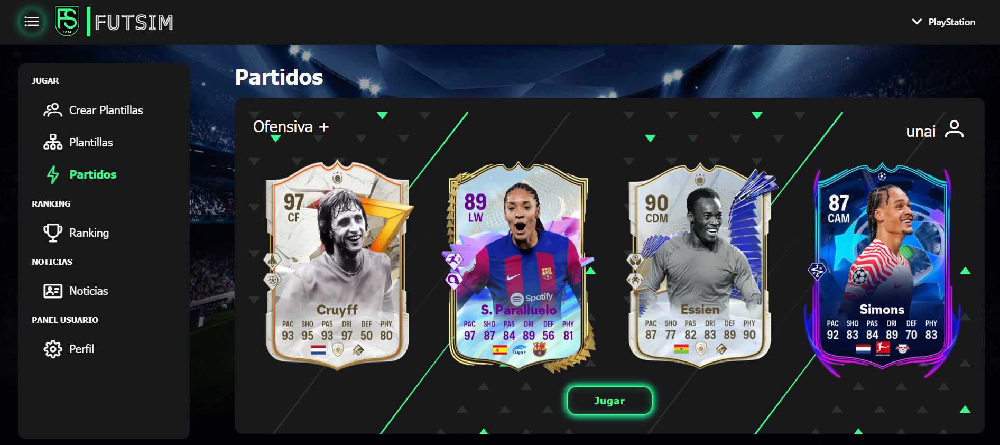 FS
2024
FUTSIM
PlayStation
JUGAR
Crear Plantillas
Plantillas
Partidos
RANKING
Ranking
NOTICIAS
Noticias
PANEL USUARIO
Perfil
Partidos
Ofensiva +
unai
97
CF
Cruyff
PAC SHO PAS DRI DEF PHY
93 95 93 97 50 80
89
LW
Spotify
S. Paralluelo
PAC SHO PAS DRI DEF PHY
97 87 84 89 56 81
Liga F
90
CDM
Essien
PAC SHO PAS DRI DEF PHY
87 77 82 83 89 90
87
CAM
Simons
PAC SHO PAS DRI DEF PHY
92 83 84 89 70 83
Jugar